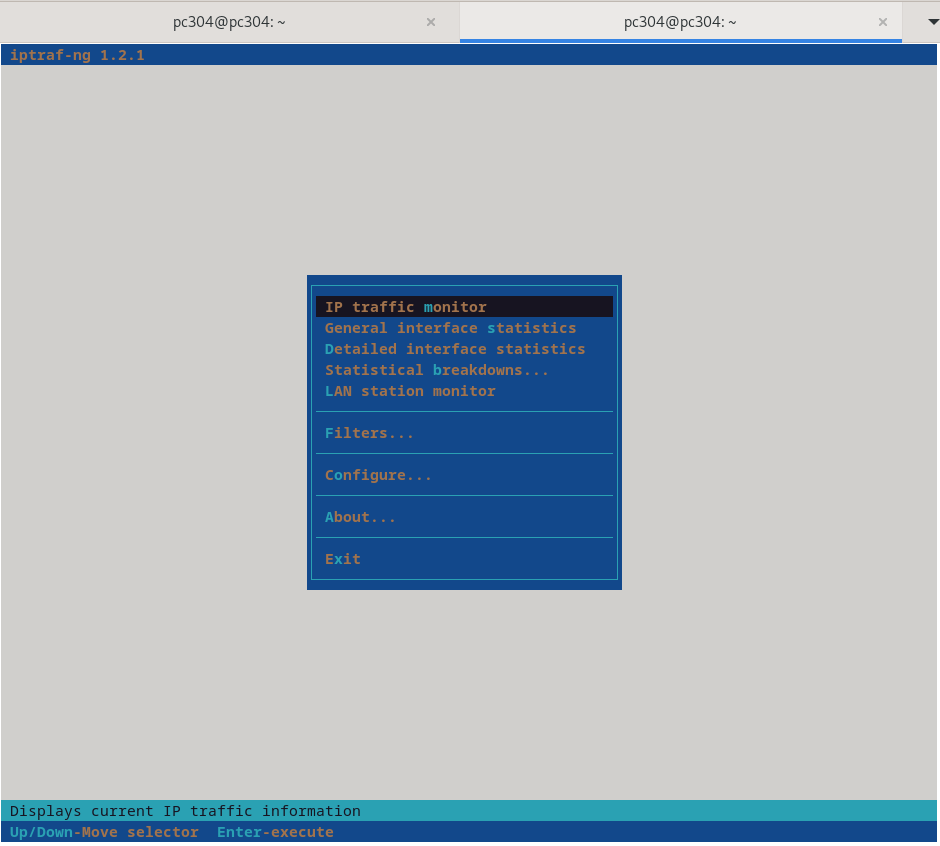 pc304@pc304: ~ × pc304@pc304: ~ ×
iptraf-ng 1.2.1
IP traffic monitor
General interface statistics
Detailed interface statistics
Statistical breakdowns...
LAN station monitor
Filters...
Configure...
About...
Exit
Displays current IP traffic information
Up/Down-Move selector  Enter-execute